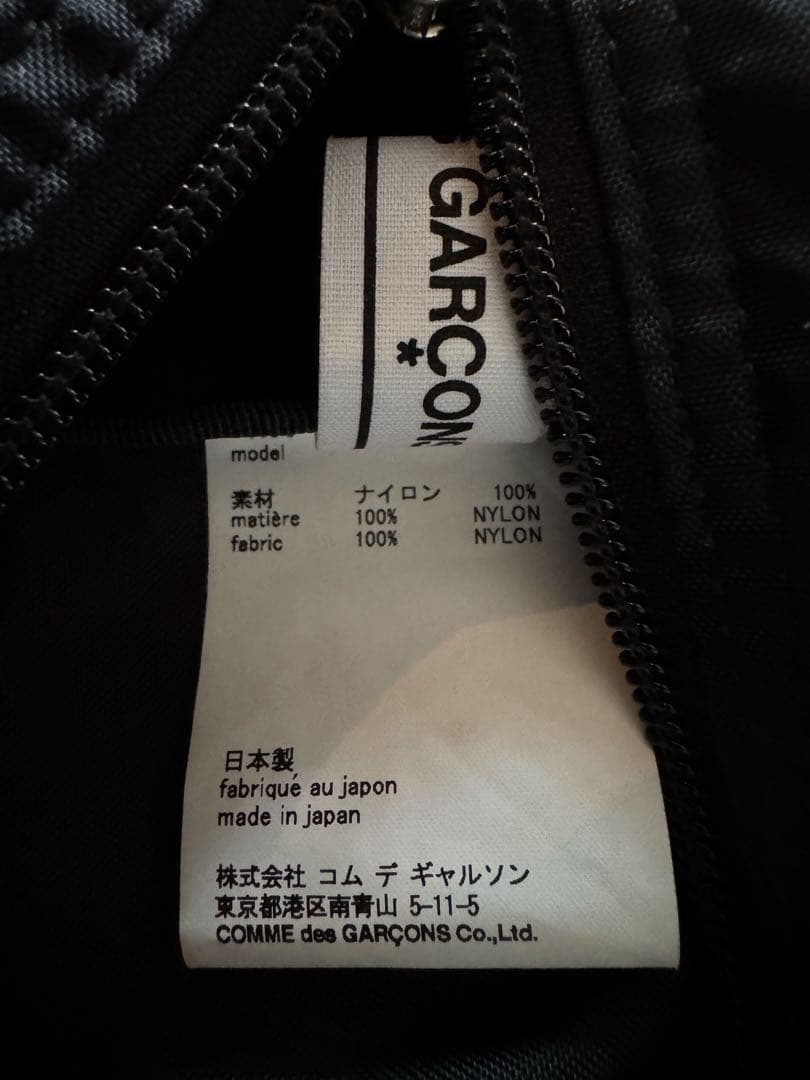 GARCONS
*
model
素材 ナイロン 100%
matière 100% NYLON
fabric 100% NYLON
日本製
fabriqué au japon
made in japan
株式会社 コム デ ギャルソン
東京都港区南青山 5-11-5
COMME des GARÇONS Co.,Ltd.